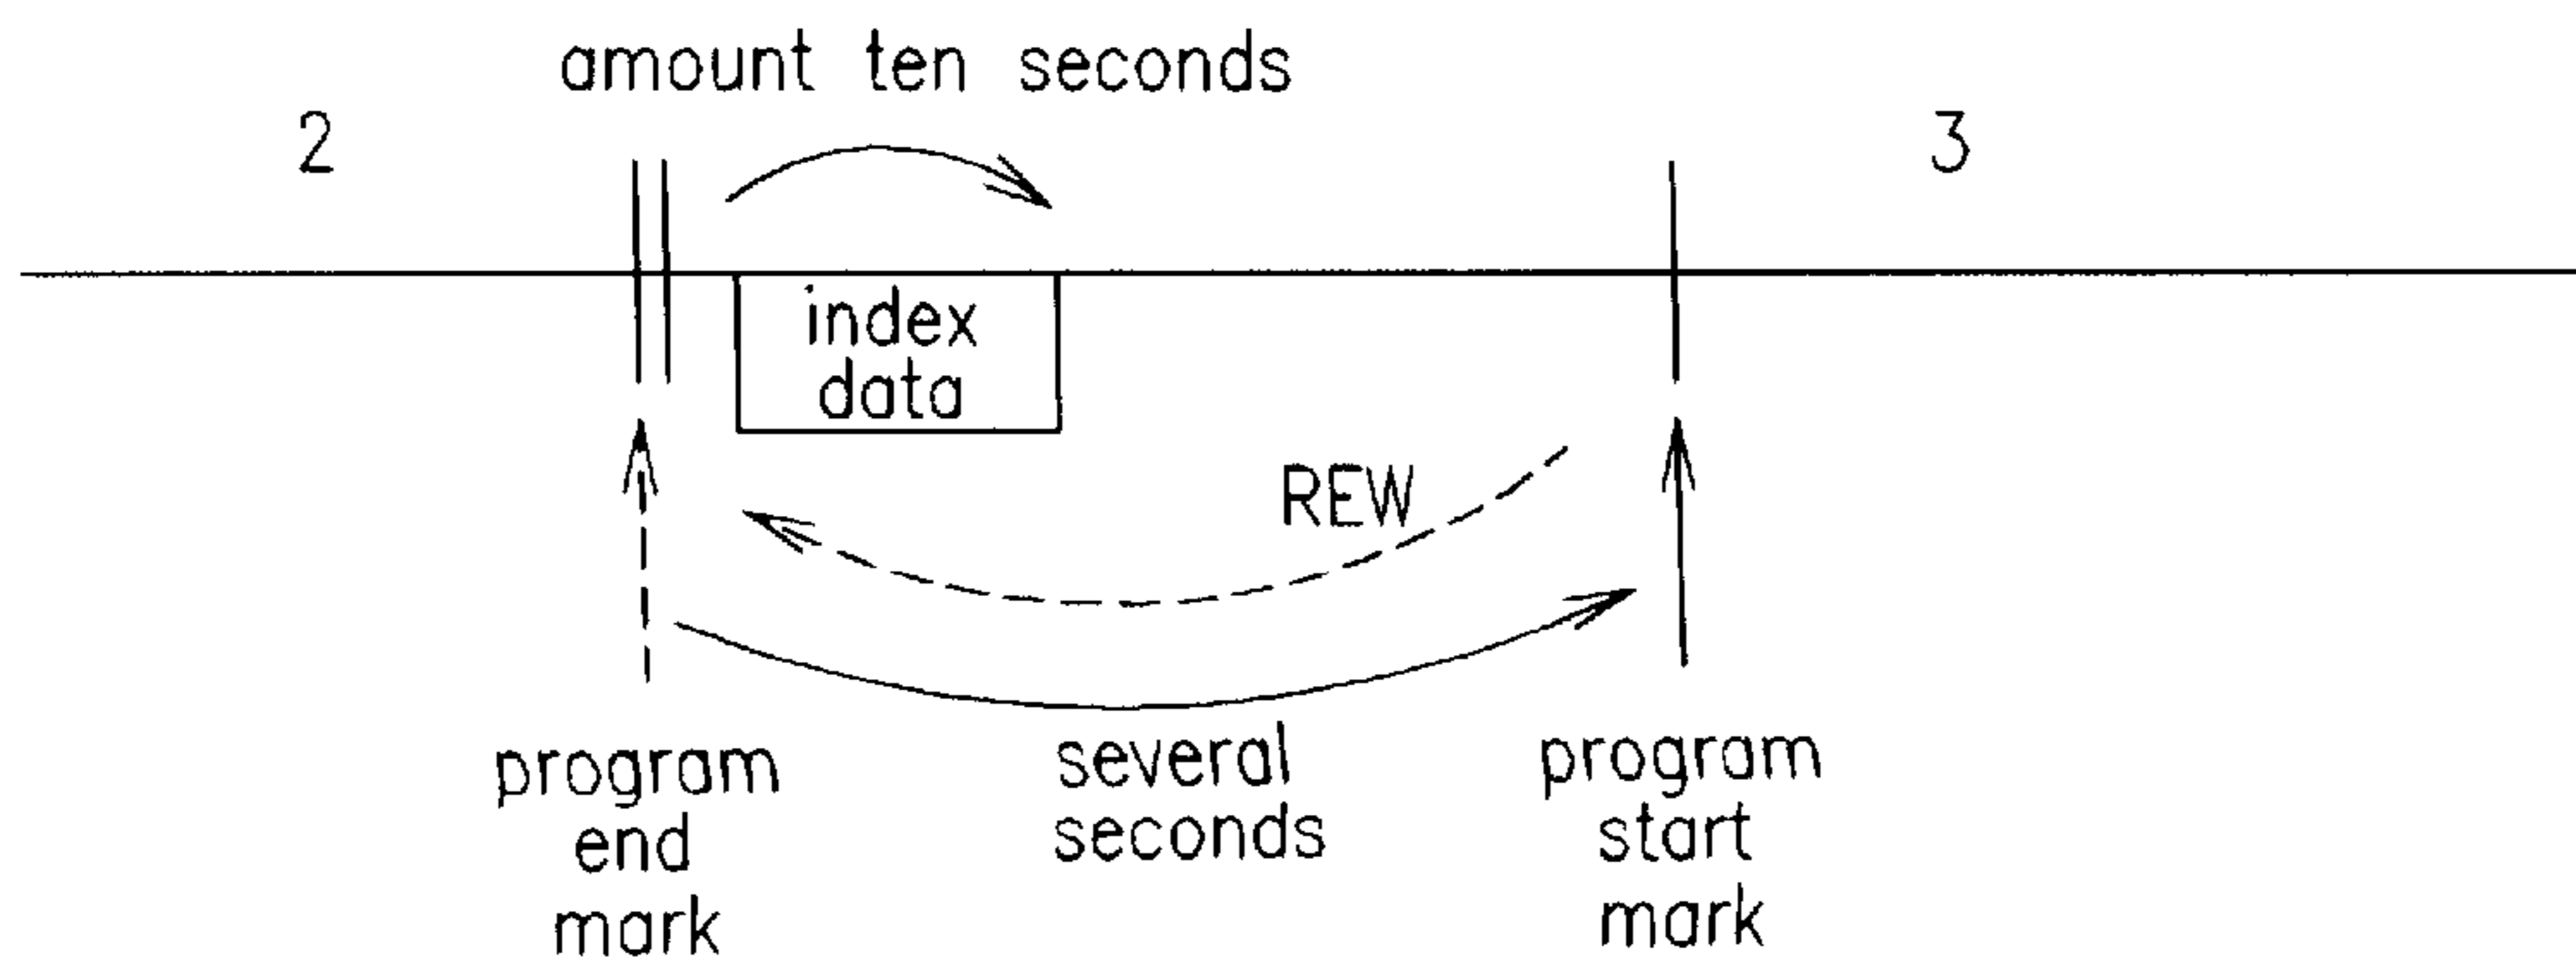 amount ten seconds
2
3
index
data
REW
several
seconds
program
end
mark
program
start
mark